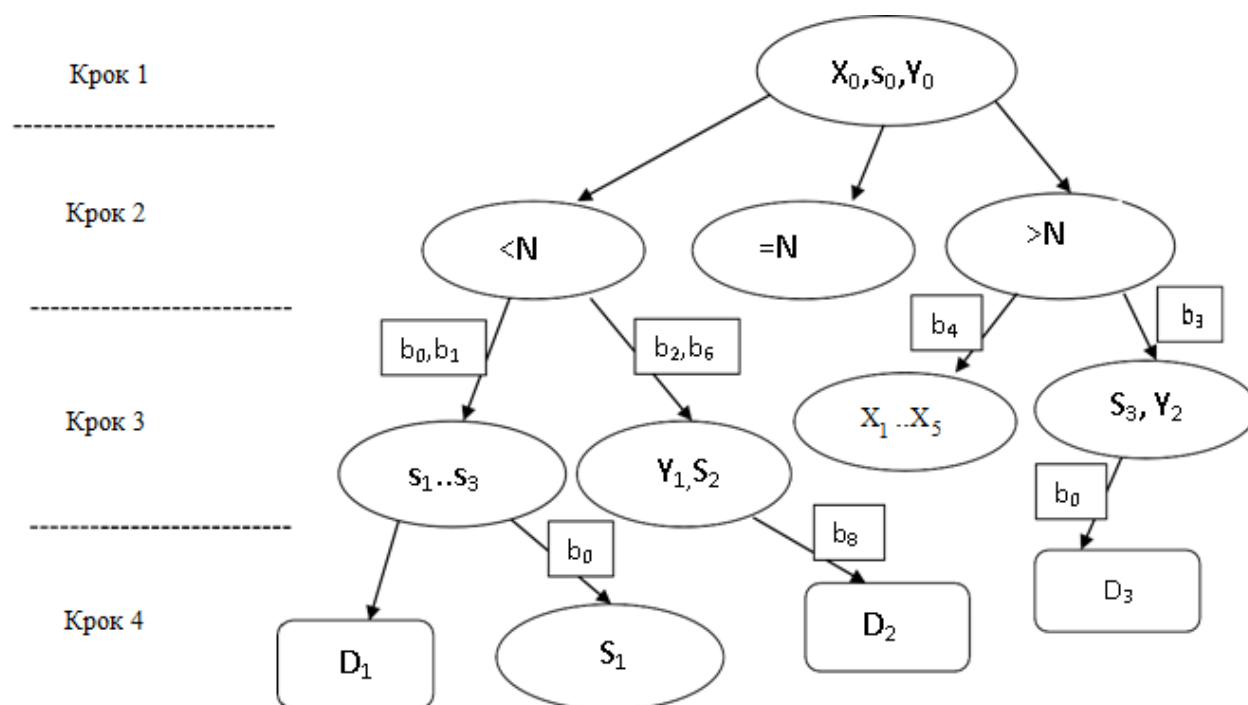 Крок 1
X₀,s₀,Y₀
Крок 2
<N
=N
>N
b₀,b₁
b₂,b₆
b₄
b₃
Крок 3
s₁..s₃
Y₁,S₂
X₁..X₅
S₃, Y₂
b₀
b₈
b₀
Крок 4
D₁
S₁
D₂
D₃